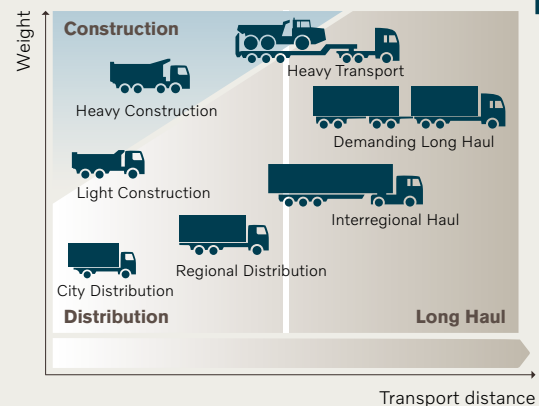 Weight
Construction
Heavy Transport
Heavy Construction
Demanding Long Haul
Light Construction
Interregional Haul
Regional Distribution
City Distribution
Distribution
Long Haul
Transport distance